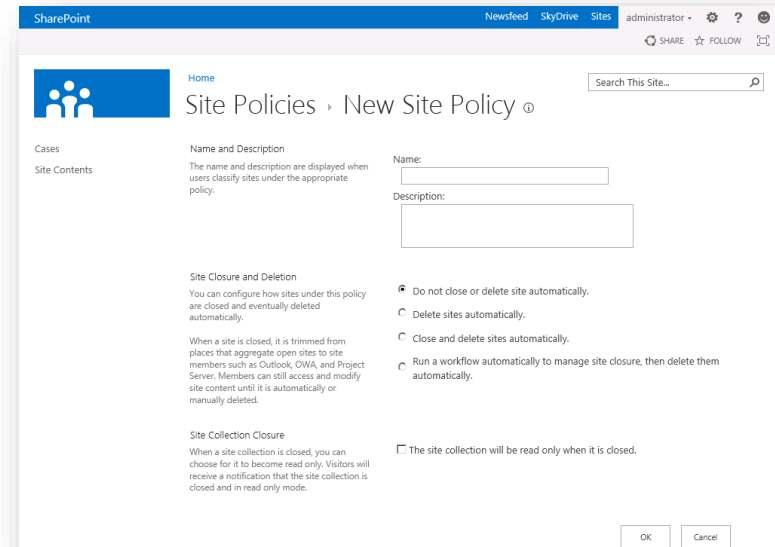 SharePoint
Newsfeed SkyDrive Sites administrator ?
SHARE FOLLOW
Home
Search This Site...
Site Policies › New Site Policy
Cases
Site Contents
Name and Description
The name and description are displayed when
users classify sites under the appropriate
policy.
Name:
Description:
Site Closure and Deletion
You can configure how sites under this policy
are closed and eventually deleted
automatically.
When a site is closed, it is trimmed from
places that aggregate open sites to site
members such as Outlook, OWA, and Project
Server. Members can still access and modify
site content until it is automatically or
manually deleted.
Do not close or delete site automatically.
Delete sites automatically.
Close and delete sites automatically.
Run a workflow automatically to manage site closure, then delete them
automatically.
Site Collection Closure
When a site collection is closed, you can
choose for it to become read only. Visitors will
receive a notification that the site collection is
closed and in read only mode.
The site collection will be read only when it is closed.
OK
Cancel